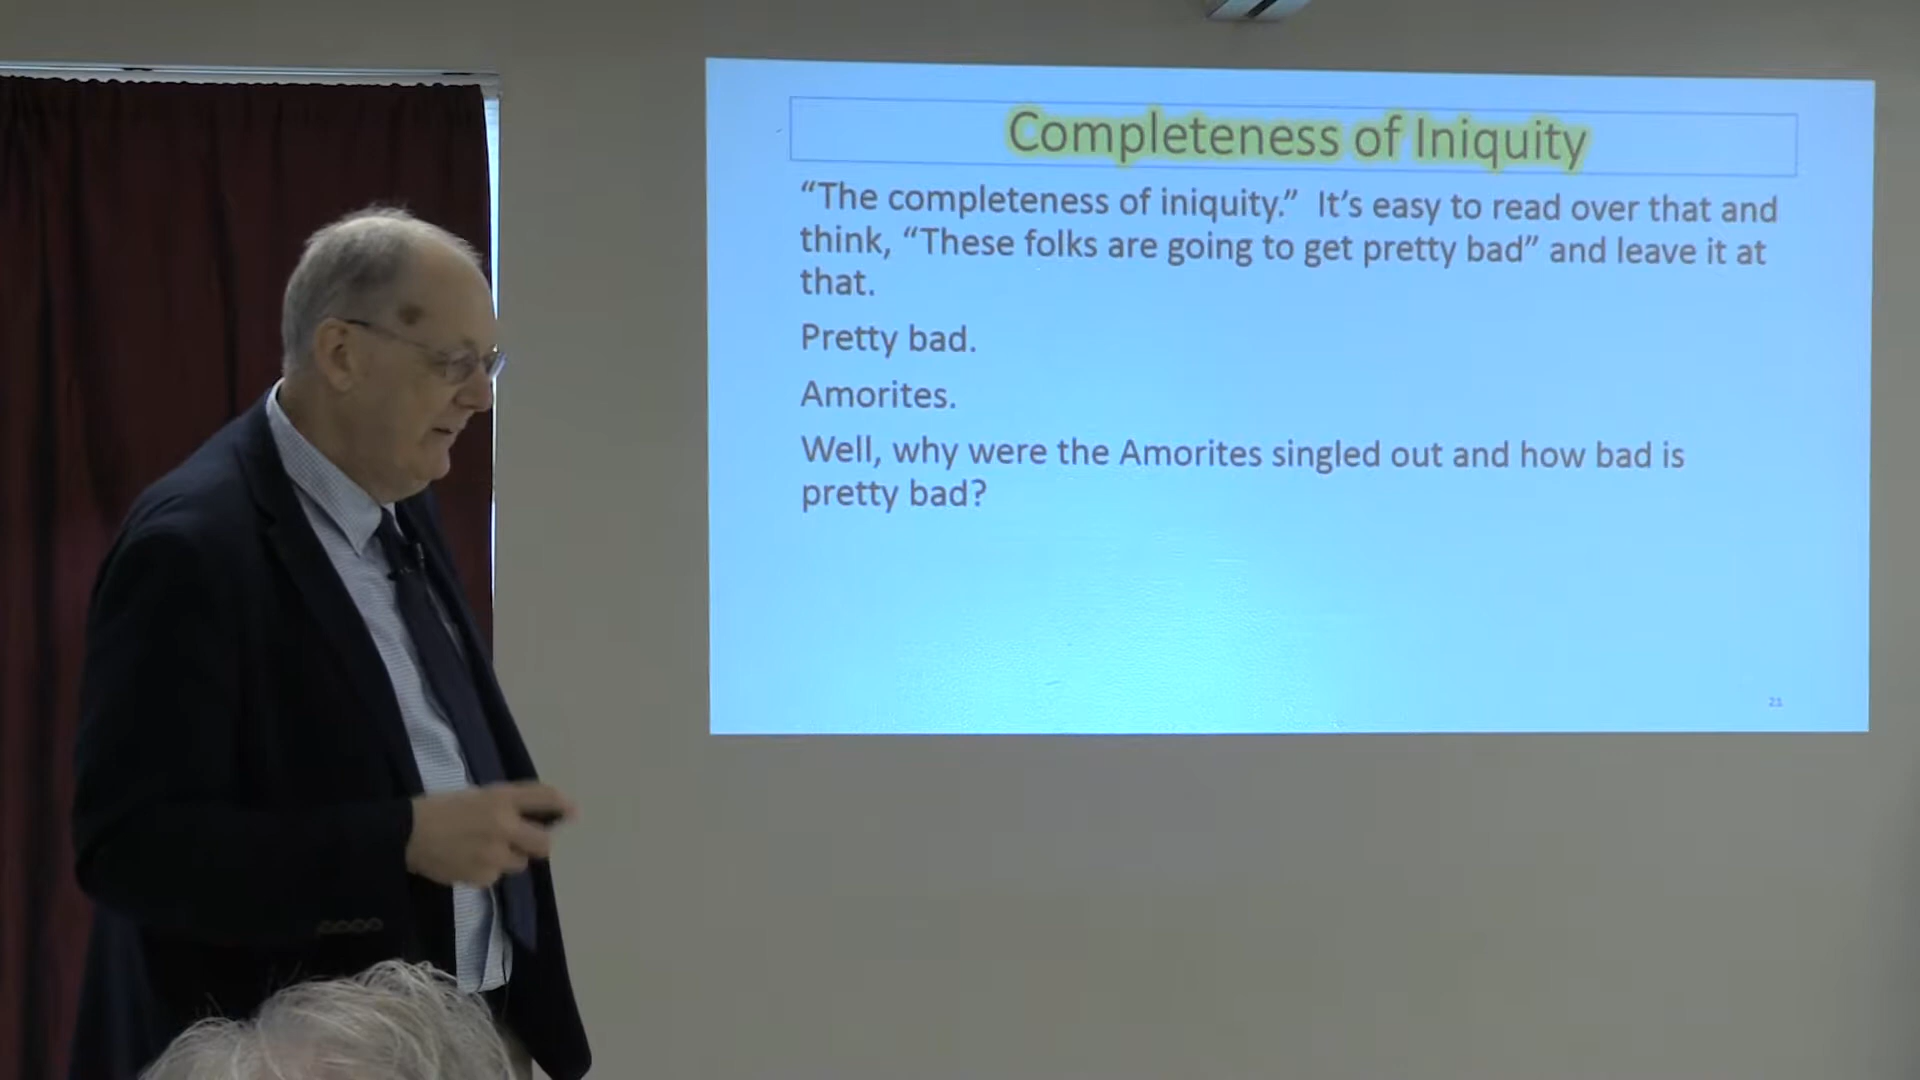 Completeness of Iniquity
“The completeness of iniquity.” It’s easy to read over that and
think, “These folks are going to get pretty bad” and leave it at
that.
Pretty bad.
Amorites.
Well, why were the Amorites singled out and how bad is
pretty bad?
21